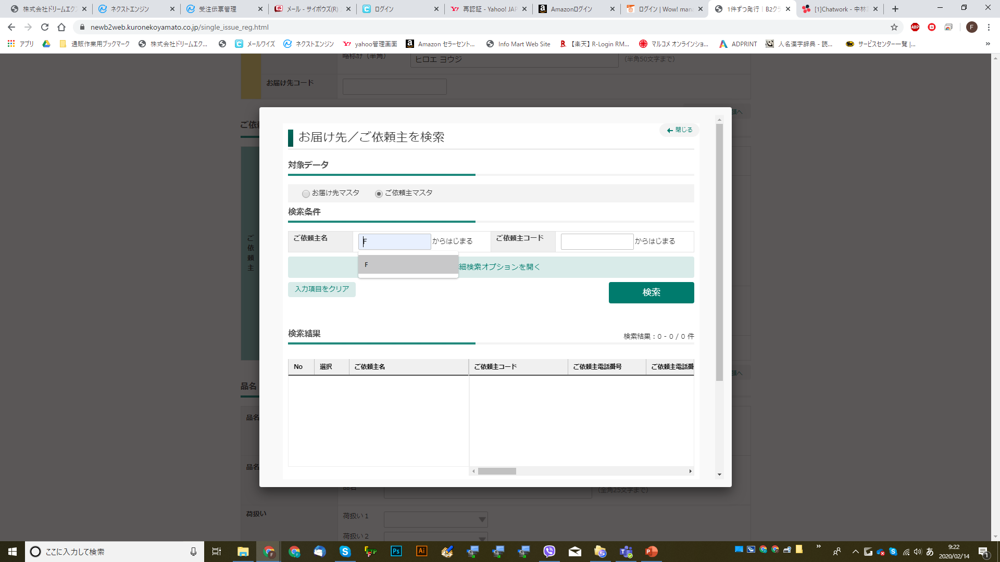 株式会社ドリームエクス
ネクストエンジン
受注伝票管理
メール - サイボウズ(R)
ログイン
再認証 - Yahoo! JAP
Amazonログイン
ログイン | Wow! mana
1件ずつ発行 | B2クラ
[1]Chatwork - 中林
newb2web.kuronekoyamato.co.jp/single_issue_reg.html
アプリ
通販作業用ブックマーク
株式会社ドリームエク...
メールワイズ
ネクストエンジン
yahoo管理画面
Amazon セラーセント...
Info Mart Web Site
【楽天】R-Login RM...
マルコメ オンラインショ...
ADPRINT
人名漢字辞典 - 読...
サービスセンター一覧 |...
略称ｶﾅ（半角）
ヒロエ ヨウジ
（半角50文字まで）
お届け先コード
頭へ
ご依
閉じる
お届け先／ご依頼主を検索
対象データ
お届け先マスタ
ご依頼主マスタ
検索条件
ご依頼主名
F
からはじまる
ご依頼主コード
からはじまる
ご
依
頼
主
F
細検索オプションを開く
入力項目をクリア
検索
検索結果
検索結果：0 - 0 / 0 件
No
選択
ご依頼主名
ご依頼主コード
ご依頼主電話番号
ご依頼主電話番
頭へ
品名
品名
品名
品名
（全角25文字まで）
荷扱い
荷扱い１
荷扱い２
ここに入力して検索
あ
9:22
2020/02/14
1